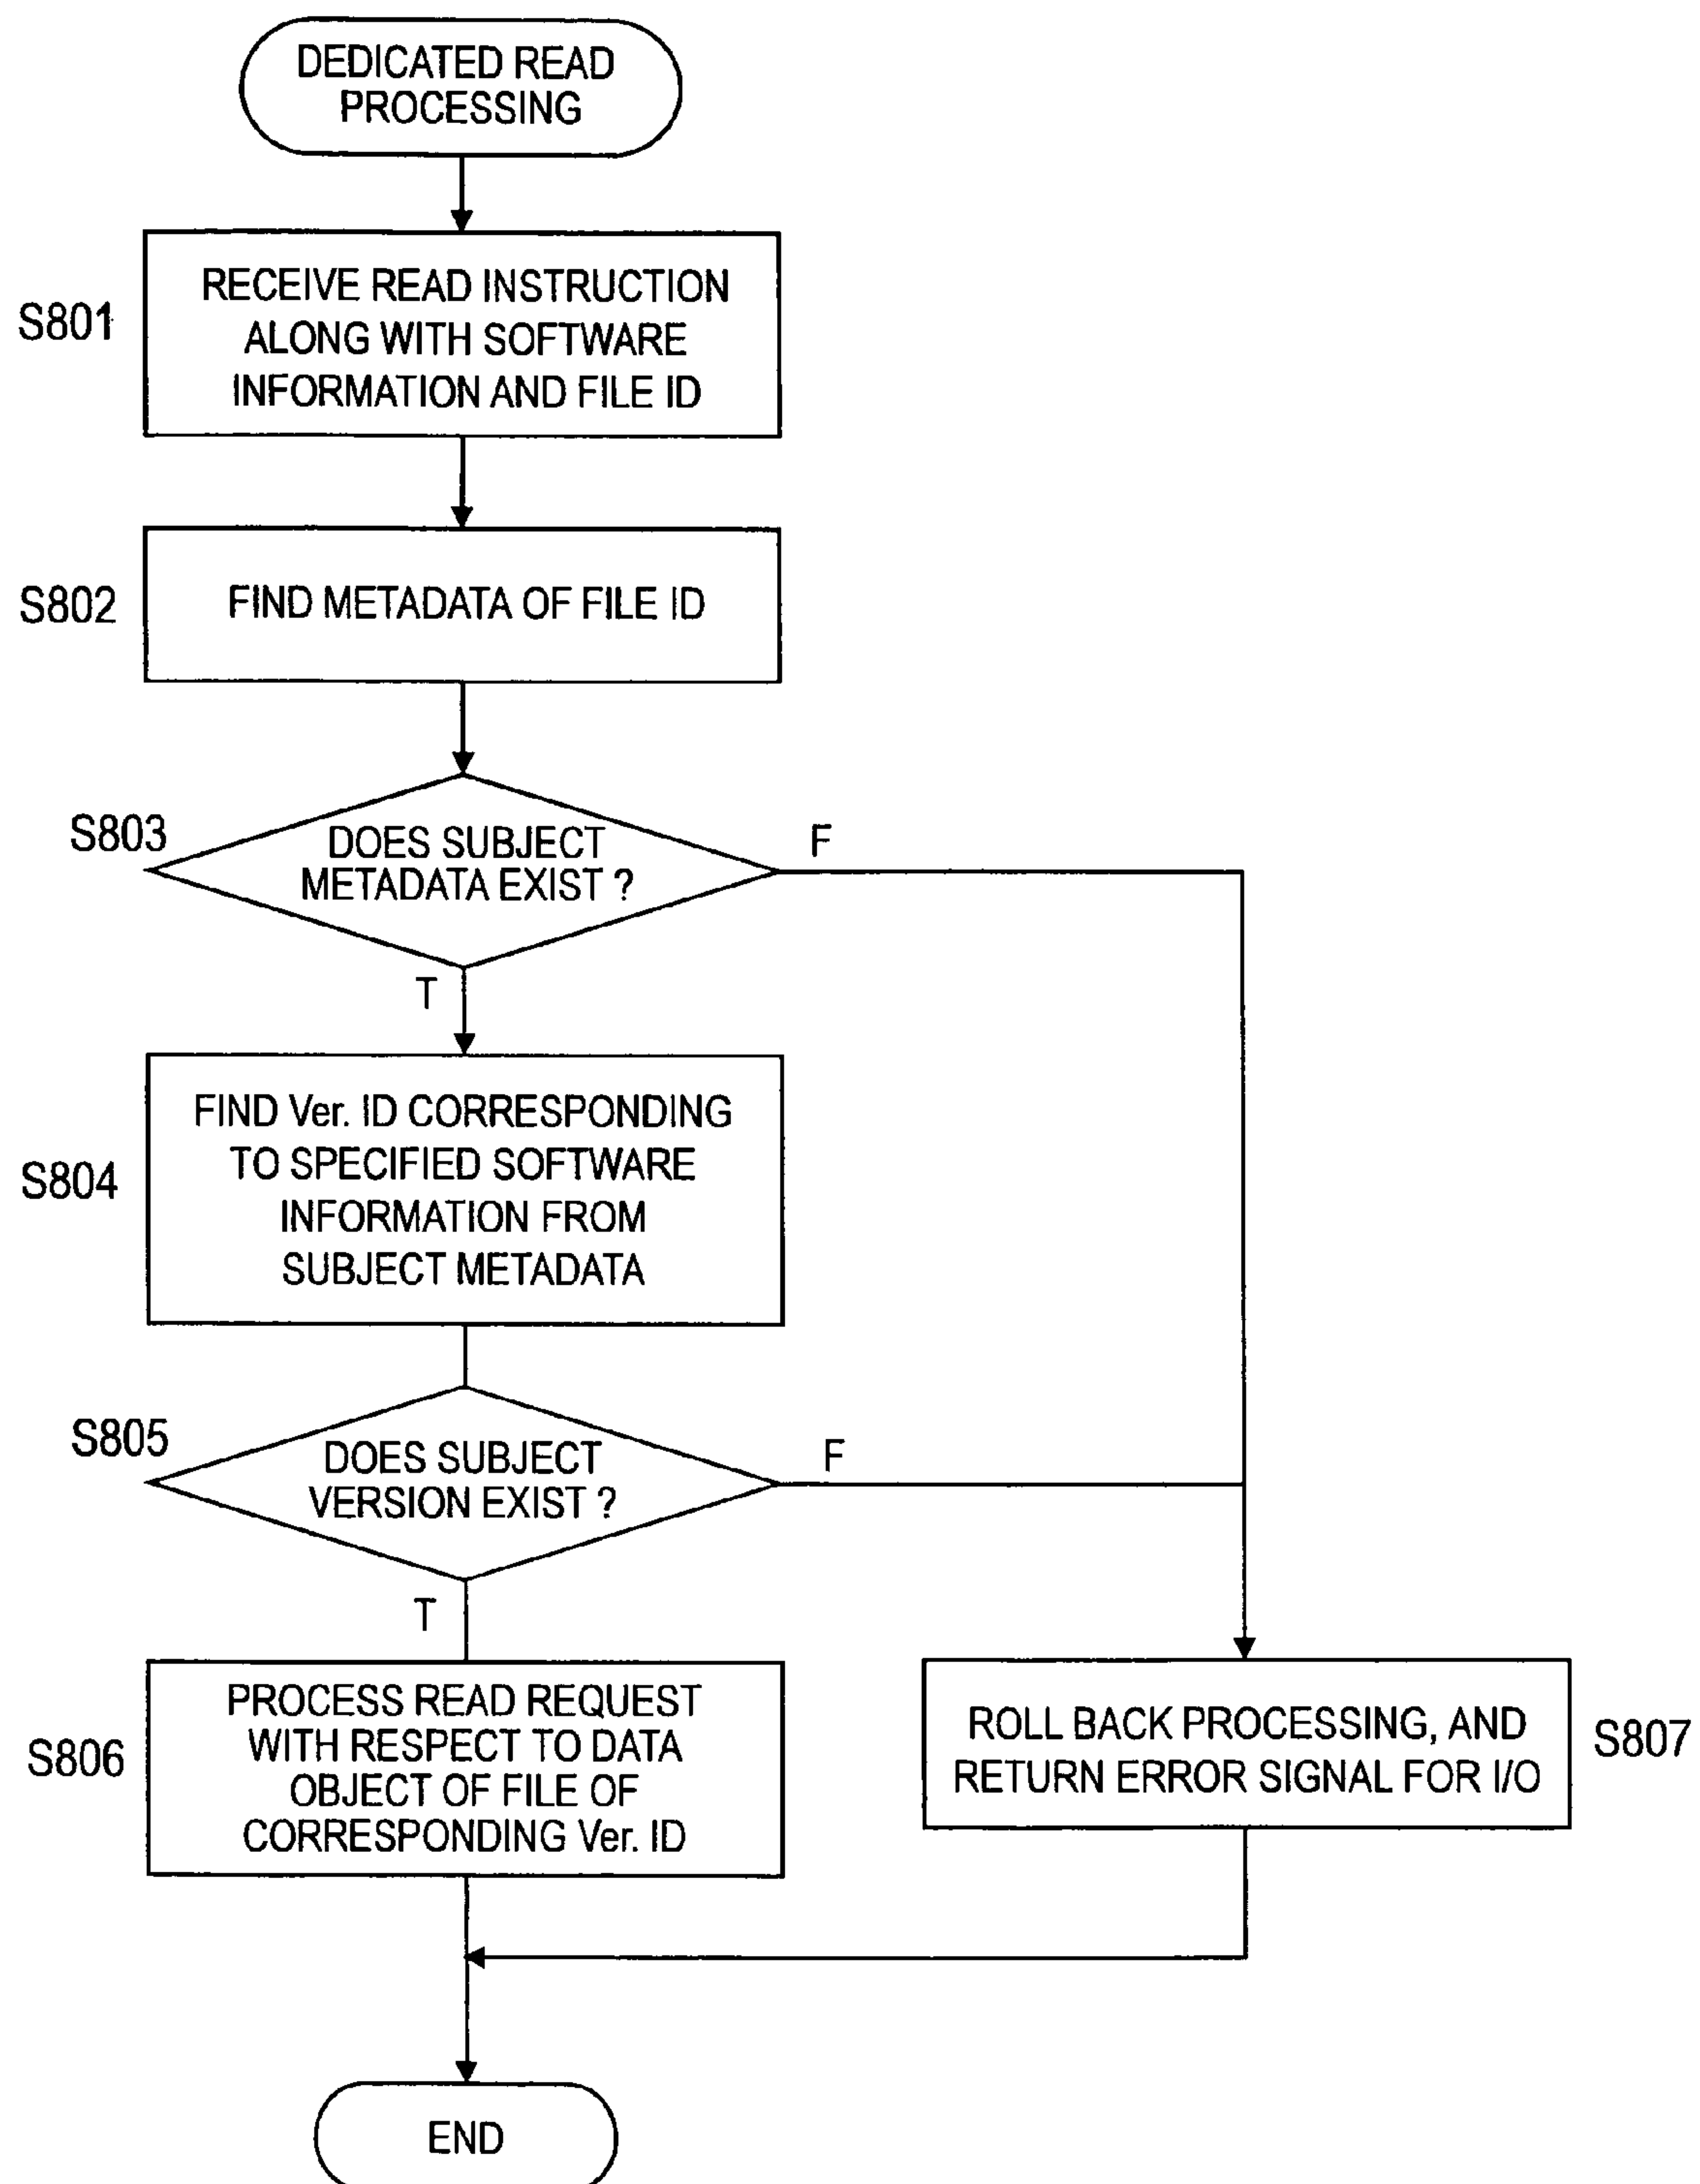 DEDICATED READ
PROCESSING
S801
RECEIVE READ INSTRUCTION
ALONG WITH SOFTWARE
INFORMATION AND FILE ID
S802
FIND METADATA OF FILE ID
S803
DOES SUBJECT
METADATA EXIST ?
F
T
S804
FIND Ver. ID CORRESPONDING
TO SPECIFIED SOFTWARE
INFORMATION FROM
SUBJECT METADATA
S805
DOES SUBJECT
VERSION EXIST ?
F
T
S806
PROCESS READ REQUEST
WITH RESPECT TO DATA
OBJECT OF FILE OF
CORRESPONDING Ver. ID
ROLL BACK PROCESSING, AND
RETURN ERROR SIGNAL FOR I/O
S807
END